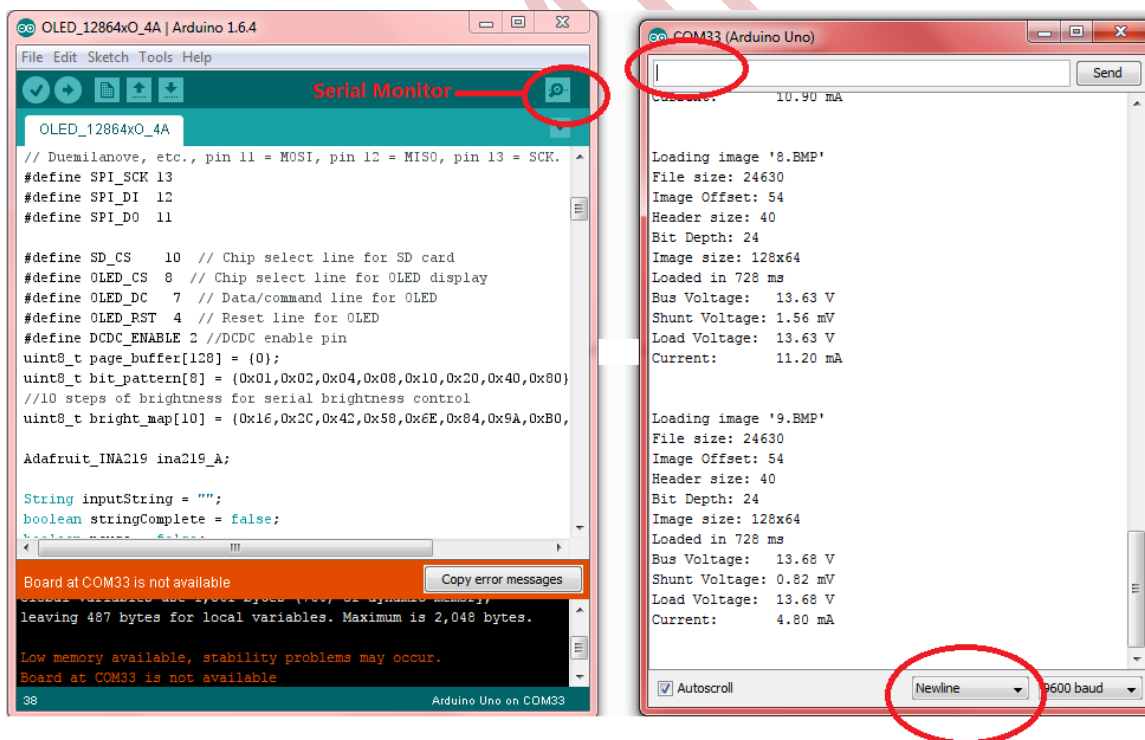 OLED_12864xO_4A | Arduino 1.6.4
File Edit Sketch Tools Help
Serial Monitor
OLED_12864xO_4A
// Duemilanove, etc., pin 11 = MOSI, pin 12 = MISO, pin 13 = SCK.
#define SPI_SCK 13
#define SPI_DI 12
#define SPI_DO 11
#define SD_CS 10 // Chip select line for SD card
#define OLED_CS 8 // Chip select line for OLED display
#define OLED_DC 7 // Data/command line for OLED
#define OLED_RST 4 // Reset line for OLED
#define DCDC_ENABLE 2 //DCDC enable pin
uint8_t page_buffer[128] = {0};
uint8_t bit_pattern[8] = {0x01,0x02,0x04,0x08,0x10,0x20,0x40,0x80}
//10 steps of brightness for serial brightness control
uint8_t bright_map[10] = {0x16,0x2C,0x42,0x58,0x6E,0x84,0x9A,0xB0,
Adafruit_INA219 ina219_A;
String inputString = "";
boolean stringComplete = false;
Board at COM33 is not available
Copy error messages
leaving 487 bytes for local variables. Maximum is 2,048 bytes.
Low memory available, stability problems may occur.
Board at COM33 is not available
38
Arduino Uno on COM33
COM33 (Arduino Uno)
Send
Current: 10.90 mA
Loading image '8.BMP'
File size: 24630
Image Offset: 54
Header size: 40
Bit Depth: 24
Image size: 128x64
Loaded in 728 ms
Bus Voltage: 13.63 V
Shunt Voltage: 1.56 mV
Load Voltage: 13.63 V
Current: 11.20 mA
Loading image '9.BMP'
File size: 24630
Image Offset: 54
Header size: 40
Bit Depth: 24
Image size: 128x64
Loaded in 728 ms
Bus Voltage: 13.68 V
Shunt Voltage: 0.82 mV
Load Voltage: 13.68 V
Current: 4.80 mA
Autoscroll
Newline
9600 baud